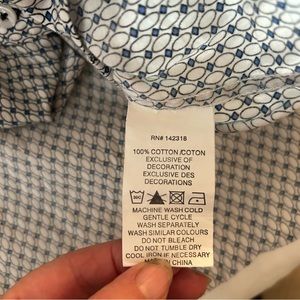 RN# 142318
100% COTTON /COTON
EXCLUSIVE OF
DECORATION
EXCLUSIVE DES
DECORATIONS
MACHINE WASH COLD
GENTLE CYCLE
WASH SEPARATELY
WASH SIMILAR COLOURS
DO NOT BLEACH
DO NOT TUMBLE DRY
COOL IRON IF NECESSARY
MADE IN CHINA